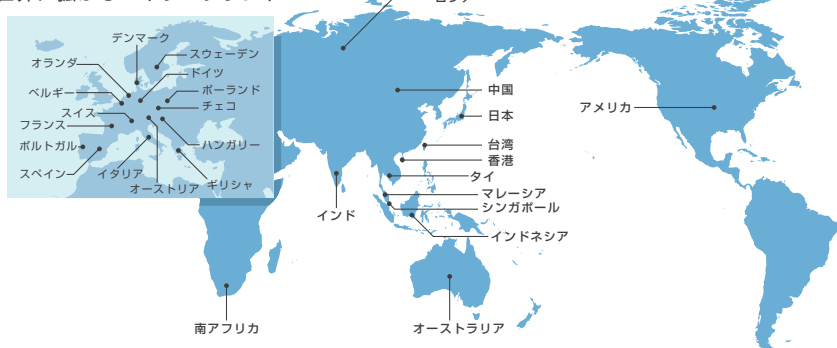 デンマーク
スウェーデン
オランダ
ドイツ
ベルギー
ポーランド
スイス
チェコ
フランス
ポルトガル
ハンガリー
スペイン
イタリア
オーストリア
ギリシャ
中国
日本
アメリカ
台湾
香港
タイ
マレーシア
シンガポール
インド
インドネシア
南アフリカ
オーストラリア